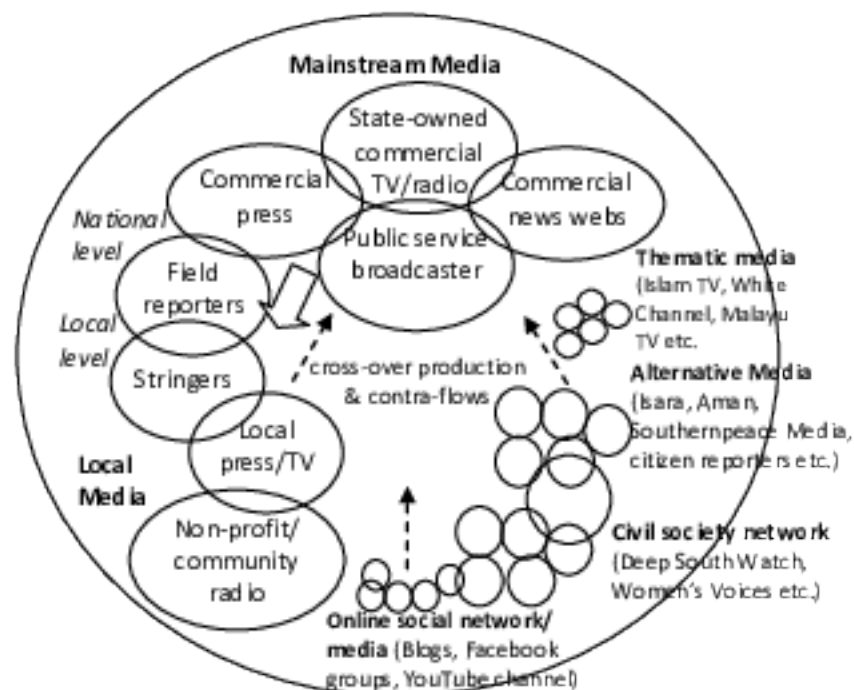 Mainstream Media
State-owned
commercial
TV/radio
Commercial
press
Commercial
news webs
Public service
broadcaster
National
level
Field
reporters
Local
level
Stringers
Thematic media
(Islam TV, White
Channel, Malayu
TV etc.
cross-over production
& contra-flows
Alternative Media
(Isara, Aman,
Southernpeace Media,
citizen reporters etc.)
Local
press/TV
Local
Media
Non-profit/
community
radio
Civil society network
(Deep South Watch,
Women's Voices etc.)
Online social network/
media (Blogs, Facebook
groups, YouTube channel)